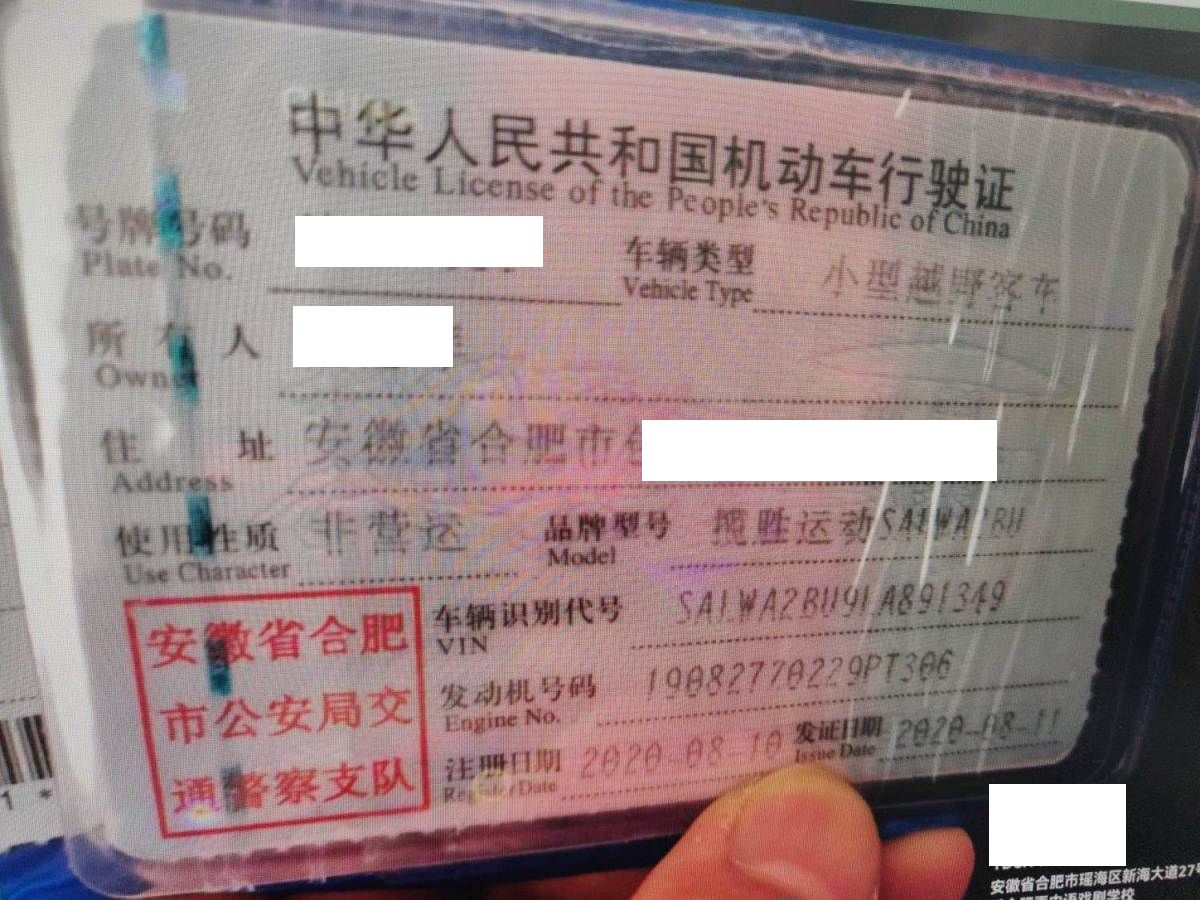 中华人民共和国机动车行驶证
Vehicle License of the People's Republic of China
号牌号码
Plate No.
车辆类型 小型越野客车
Vehicle Type
所有人
Owner
住址 安徽省合肥市
Address
使用性质 非营运
Use Character
品牌型号 揽胜运动SALWA2BU
Model
车辆识别代号 SALWA2BU9LA891349
VIN
发动机号码 19082770229PT306
Engine No.
注册日期 2020-08-10
Register Date
发证日期 2020-08-11
Issue Date
安徽省合肥
市公安局交
通警察支队
1 *
安徽省合肥市瑶海区新海大道27号